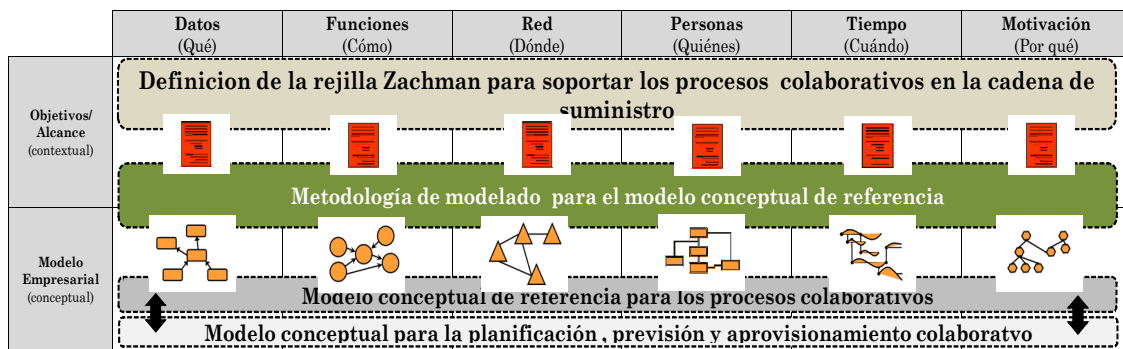 Datos Funciones Red Personas Tiempo Motivación
(Qué) (Cómo) (Dónde) (Quiénes) (Cuándo) (Por qué)
Definicion de la rejilla Zachman para soportar los procesos colaborativos en la cadena de
suministro
Objetivos/
Alcance
(contextual)
Metodología de modelado para el modelo conceptual de referencia
Modelo
Empresarial
(conceptual)
Modelo conceptual de referencia para los procesos colaborativos
Modelo conceptual para la planificación , previsión y aprovisionamiento colaboratvo